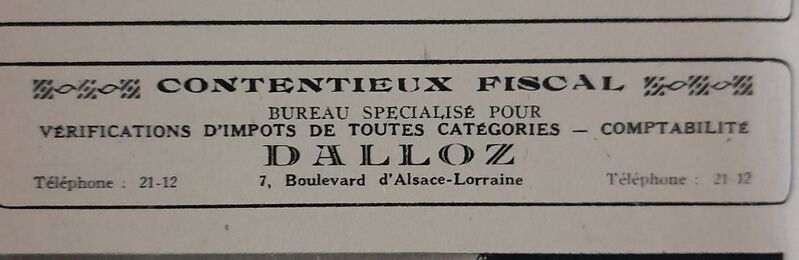 CONTENTIEUX FISCAL
BUREAU SPECIALISÉ POUR
VÉRIFICATIONS D'IMPOTS DE TOUTES CATÉGORIES — COMPTABILITÉ
DALLOZ
Téléphone : 21-12 7, Boulevard d'Alsace-Lorraine Téléphone : 21-12